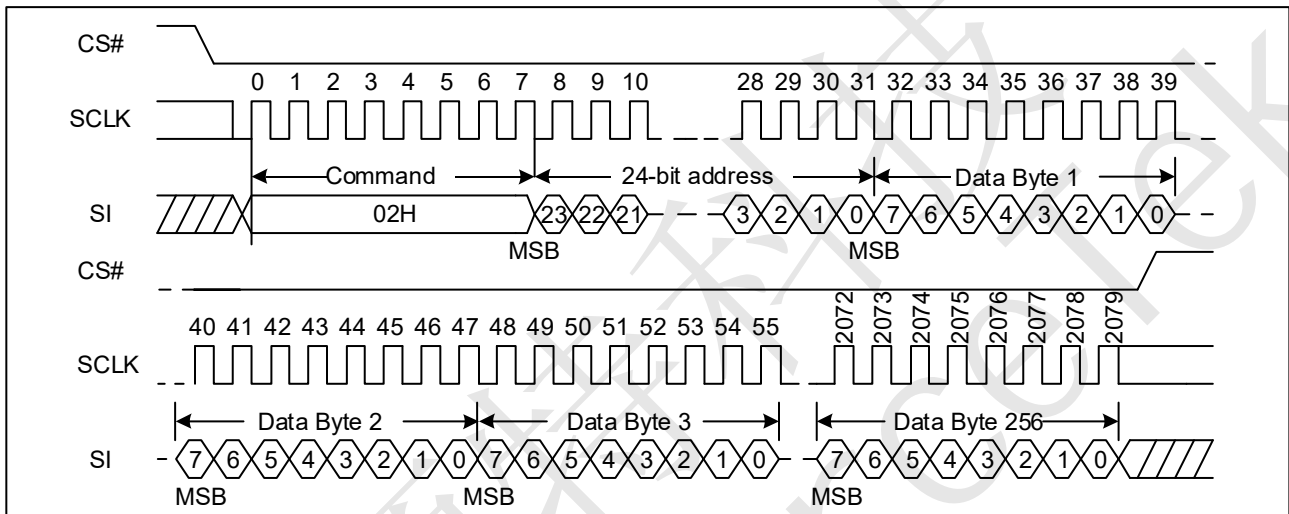 CS#
0 1 2 3 4 5 6 7 8 9 10 28 29 30 31 32 33 34 35 36 37 38 39
SCLK
Command 24-bit address Data Byte 1
SI 02H 23 22 21 3 2 1 0 7 6 5 4 3 2 1 0
MSB MSB
CS#
40 41 42 43 44 45 46 47 48 49 50 51 52 53 54 55 2072 2073 2074 2075 2076 2077 2078 2079
SCLK
Data Byte 2 Data Byte 3 Data Byte 256
SI 7 6 5 4 3 2 1 0 7 6 5 4 3 2 1 0 7 6 5 4 3 2 1 0
MSB MSB MSB